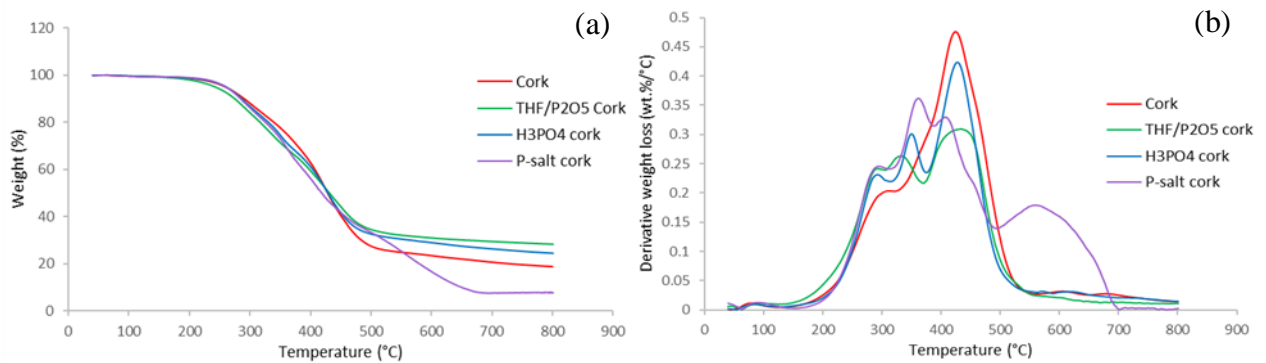 (a)
120
100
80
60
40
20
0
Weight (%)
0 100 200 300 400 500 600 700 800 900
Temperature (°C)
Cork
THF/P2O5 Cork
H3PO4 cork
P-salt cork
(b)
0.5
0.45
0.4
0.35
0.3
0.25
0.2
0.15
0.1
0.05
0
Derivative weight loss (wt.%/°C)
0 100 200 300 400 500 600 700 800 900
Temperature (°C)
Cork
THF/P2O5 cork
H3PO4 cork
P-salt cork